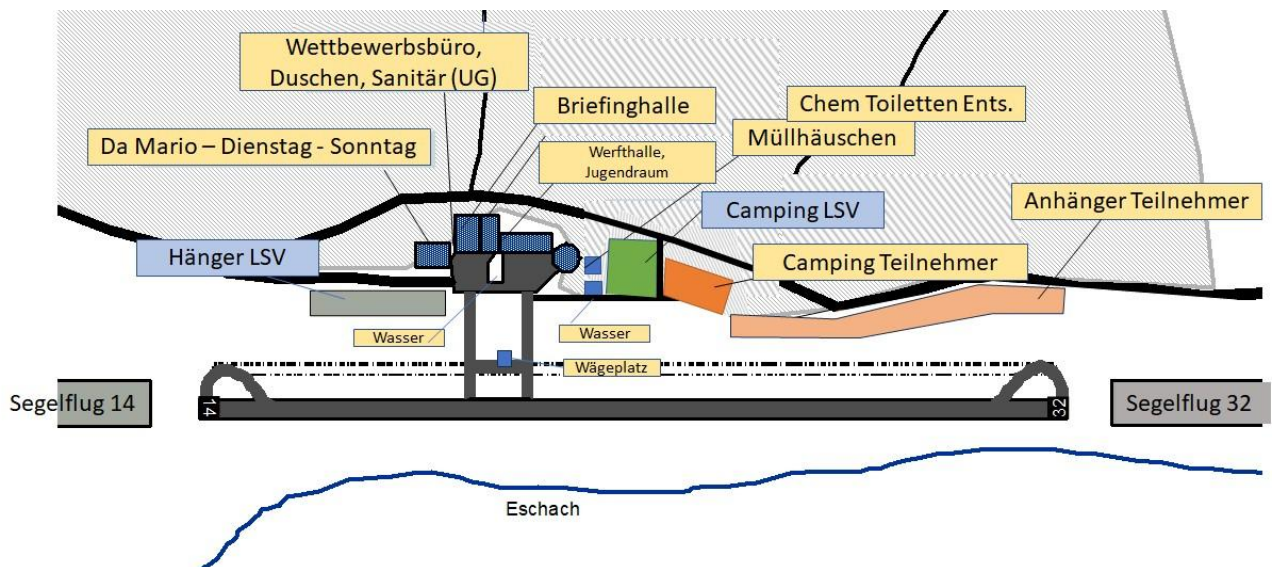 Wettbewerbsbüro,
Duschen, Sanitär (UG)
Briefinghalle
Chem Toiletten Ents.
Müllhäuschen
Da Mario – Dienstag - Sonntag
Werfthalle,
Jugendraum
Anhänger Teilnehmer
Camping LSV
Hänger LSV
Camping Teilnehmer
Wasser
Wasser
Wägeplatz
Segelflug 14
14
32
Segelflug 32
Eschach